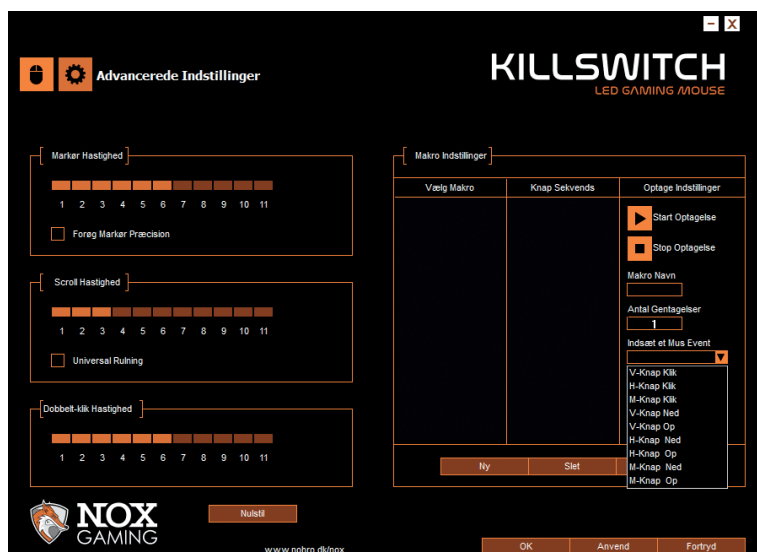 KILLSWITCH
LED GAMING MOUSE
Advancerede Indstillinger
Markør Hastighed
1 2 3 4 5 6 7 8 9 10 11
Forøg Markør Præcision
Scroll Hastighed
1 2 3 4 5 6 7 8 9 10 11
Universal Rulning
Dobbelt-klik Hastighed
1 2 3 4 5 6 7 8 9 10 11
Makro Indstillinger
Vælg Makro Knap Sekvends Optage Indstillinger
Start Optagelse
Stop Optagelse
Makro Navn
Antal Gentagelser
1
Indsæt et Mus Event
V-Knap Klik
H-Knap Klik
M-Knap Klik
V-Knap Ned
V-Knap Op
H-Knap Ned
H-Knap Op
M-Knap Ned
M-Knap Op
Ny Slet
NOX
GAMING
Nulstil
www.nobro.dk/nox
OK Anvend Fortryd